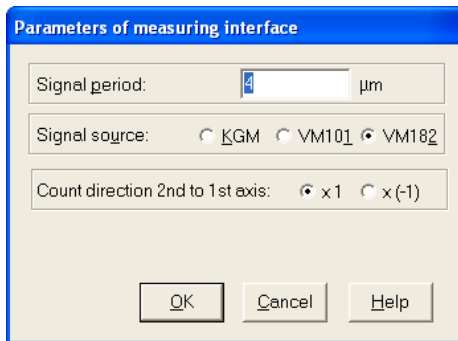 Parameters of measuring interface
Signal period: 4 µm
Signal source: KGM VM101 VM182
Count direction 2nd to 1st axis: x 1 x (-1)
OK Cancel Help